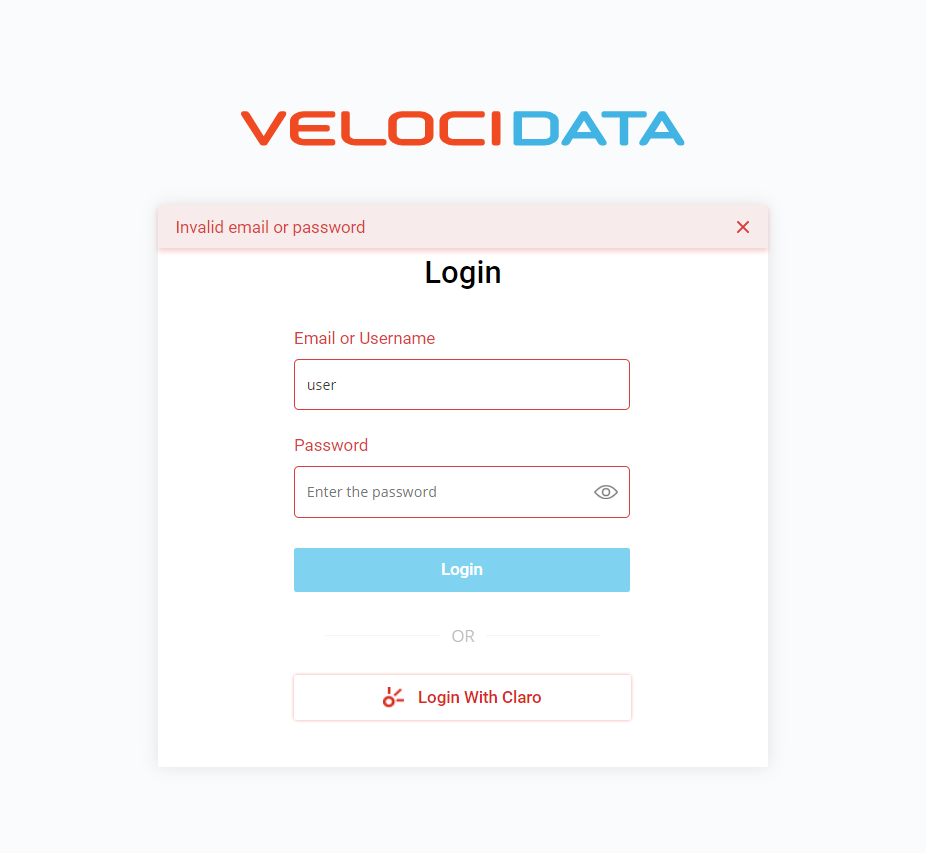 VELOCIDATA
Invalid email or password
Login
Email or Username
user
Password
Enter the password
Login
OR
Login With Claro